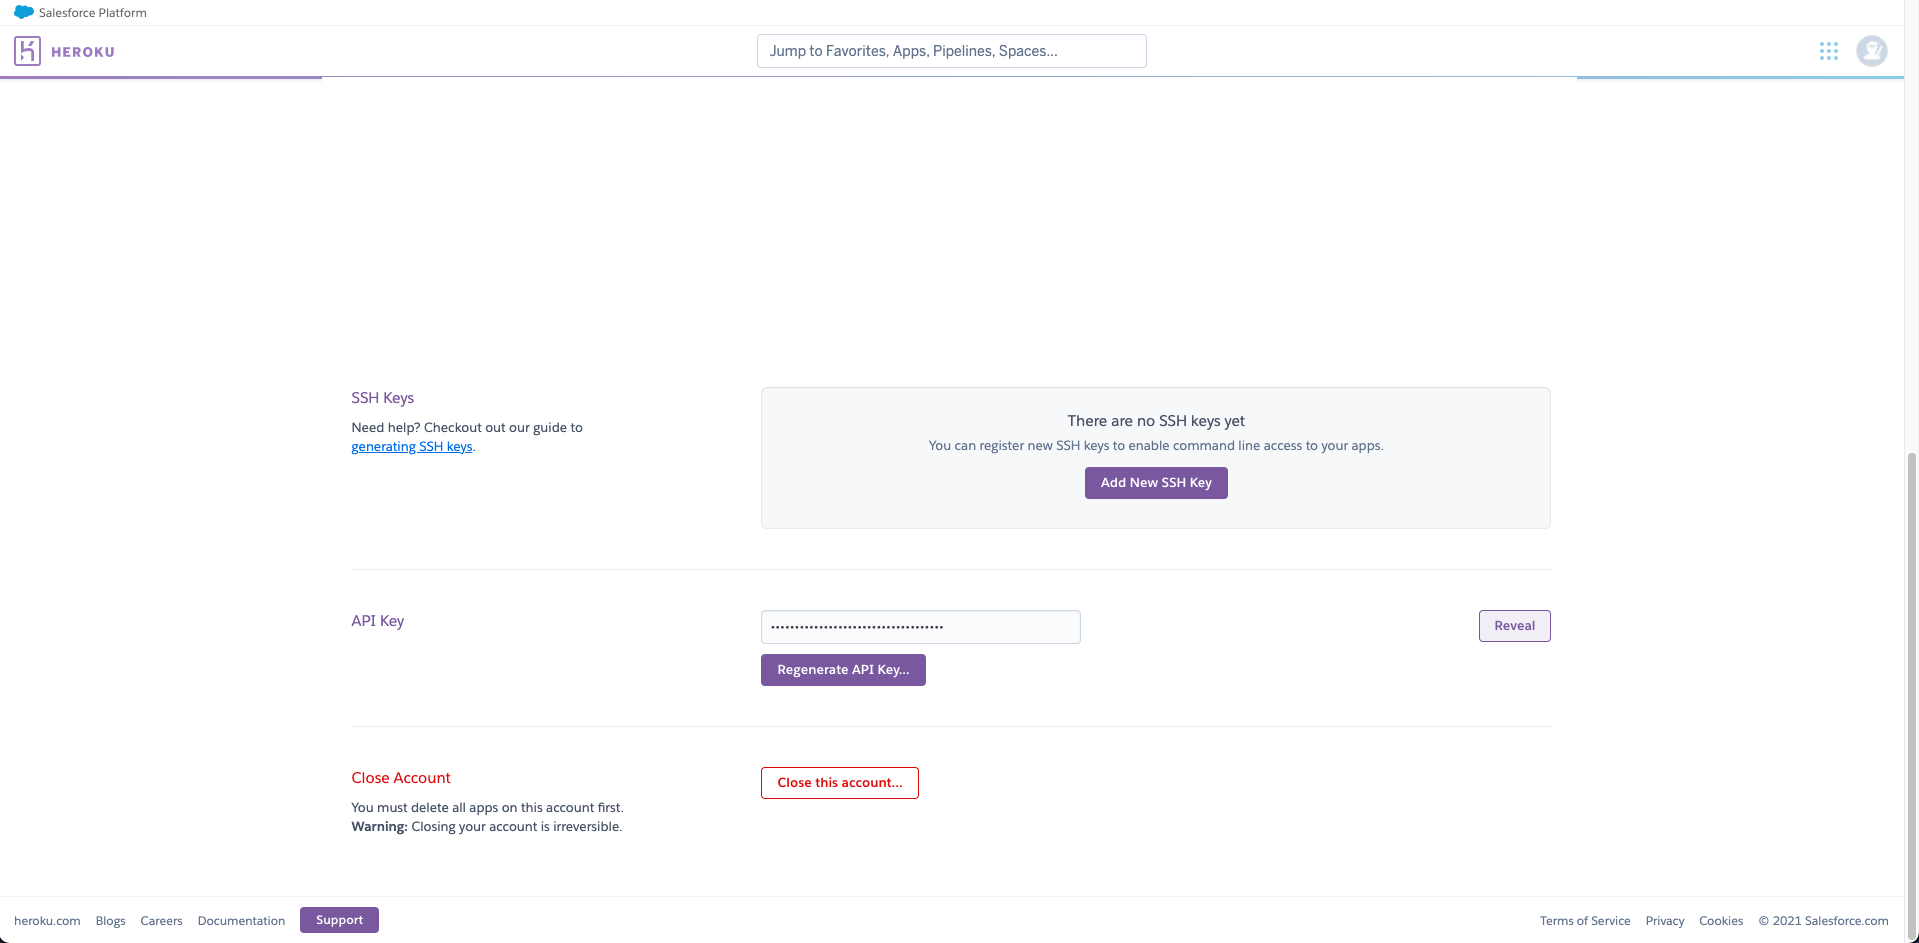 Salesforce Platform
HEROKU
Jump to Favorites, Apps, Pipelines, Spaces...
SSH Keys
Need help? Checkout out our guide to
generating SSH keys.
There are no SSH keys yet
You can register new SSH keys to enable command line access to your apps.
Add New SSH Key
API Key
••••••••••••••••••••••••••••••••••••
Reveal
Regenerate API Key...
Close Account
You must delete all apps on this account first.
Warning: Closing your account is irreversible.
Close this account...
heroku.com Blogs Careers Documentation Support
Terms of Service Privacy Cookies © 2021 Salesforce.com